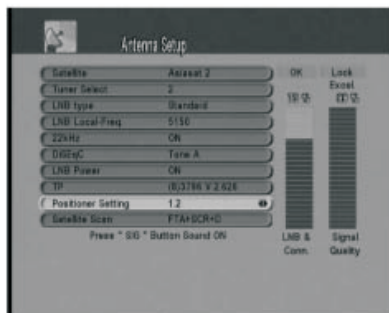 Antenna Setup
Satellite Asiasat 2
Tuner Select 2
LNB type Standard
LNB Local-Freq 5150
22kHz ON
DiSEqC Tone A
LNB Power ON
TP (8)3786 V 2.626
Positioner Setting 1.2
Satellite Scan FTA+SCR+D
Press " SIG " Button Sound ON
OK Lock
Excel
LNB & Conn. Signal Quality